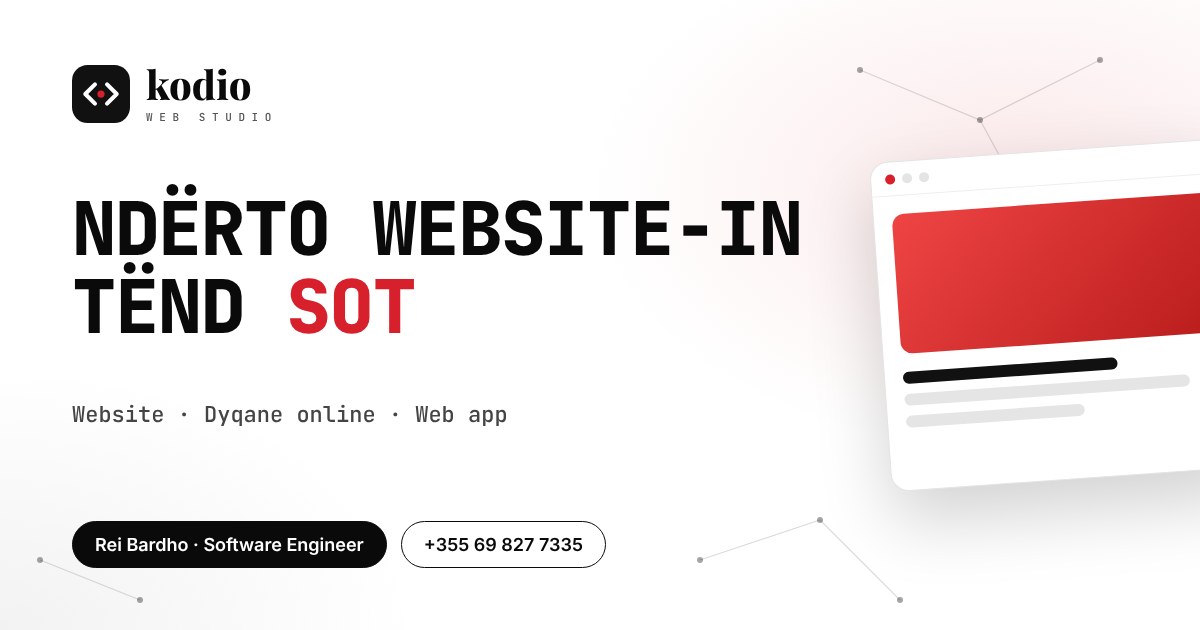 kodio
WEB STUDIO
NDËRTO WEBSITE-IN
TËND SOT
Website · Dyqane online · Web app
Rei Bardho · Software Engineer
+355 69 827 7335